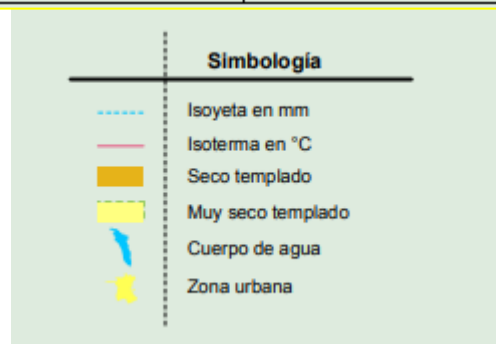 Simbología
Isoyeta en mm
Isoterma en °C
Seco templado
Muy seco templado
Cuerpo de agua
Zona urbana